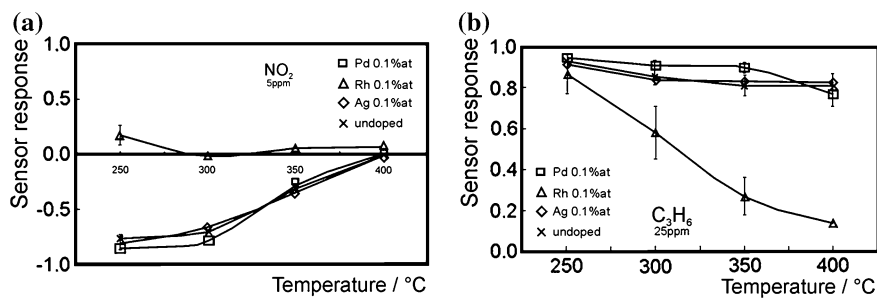 (a)
Sensor response
1.0
0.5
0.0
-0.5
-1.0
250
300
350
400
NO2
5ppm
Pd 0.1%at
Rh 0.1%at
Ag 0.1%at
undoped
Temperature / °C
(b)
Sensor response
1.0
0.8
0.6
0.4
0.2
0.0
Pd 0.1%at
Rh 0.1%at
Ag 0.1%at
undoped
C3H6
25ppm
250
300
350
400
Temperature / °C